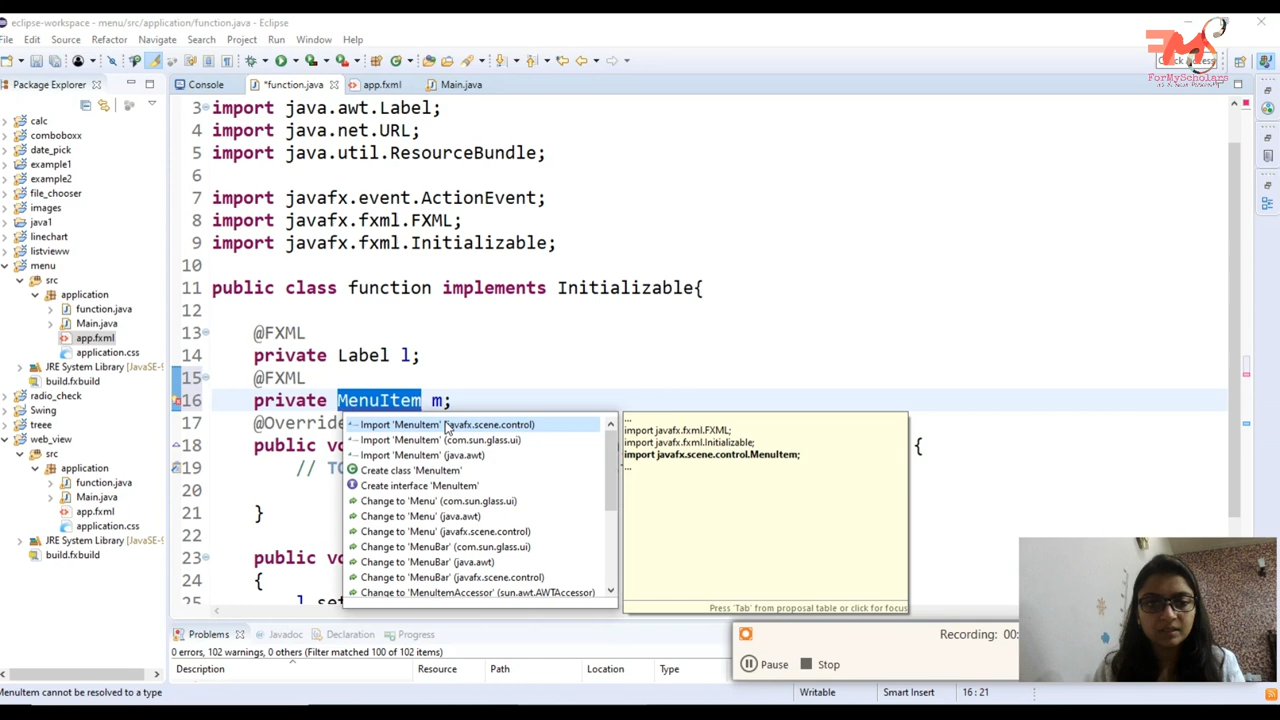 eclipse-workspace - menu/src/application/function.java - Eclipse
File Edit Source Refactor Navigate Search Project Run Window Help
FM
ForMyScholars
Package Explorer
Console
*function.java
app.fxml
Main.java
calc
comboboxx
date_pick
example1
example2
file_chooser
images
java1
linechart
listvieww
menu
src
application
function.java
Main.java
app.fxml
application.css
JRE System Library [JavaSE-9
build.fxbuild
radio_check
Swing
tree
web_view
src
application
function.java
Main.java
app.fxml
application.css
JRE System Library [JavaSE-9
build.fxbuild
3 import java.awt.Label;
4 import java.net.URL;
5 import java.util.ResourceBundle;
6
7 import javafx.event.ActionEvent;
8 import javafx.fxml.FXML;
9 import javafx.fxml.Initializable;
10
11 public class function implements Initializable{
12
13 @FXML
14 private Label l;
15 @FXML
16 private MenuItem m;
17 @Override
18 public vo {
19 // TO
20
21 }
22
23 public vo
24 {
25 l.set
Import 'MenuItem' (javafx.scene.control)
Import 'MenuItem' (com.sun.glass.ui)
Import 'MenuItem' (java.awt)
Create class 'MenuItem'
Create interface 'MenuItem'
Change to 'Menu' (com.sun.glass.ui)
Change to 'Menu' (java.awt)
Change to 'Menu' (javafx.scene.control)
Change to 'MenuBar' (com.sun.glass.ui)
Change to 'MenuBar' (java.awt)
Change to 'MenuBar' (javafx.scene.control)
Change to 'MenuItemAccessor' (sun.awt.AWTAccessor)
...
import javafx.fxml.FXML;
import javafx.fxml.Initializable;
import javafx.scene.control.MenuItem;
...
Press 'Tab' from proposal table or click for focus
Problems
Javadoc
Declaration
Progress
0 errors, 102 warnings, 0 others (Filter matched 100 of 102 items)
Description Resource Path Location Type
Recording: 00:
Pause
Stop
MenuItem cannot be resolved to a type
Writable
Smart Insert
16 : 21